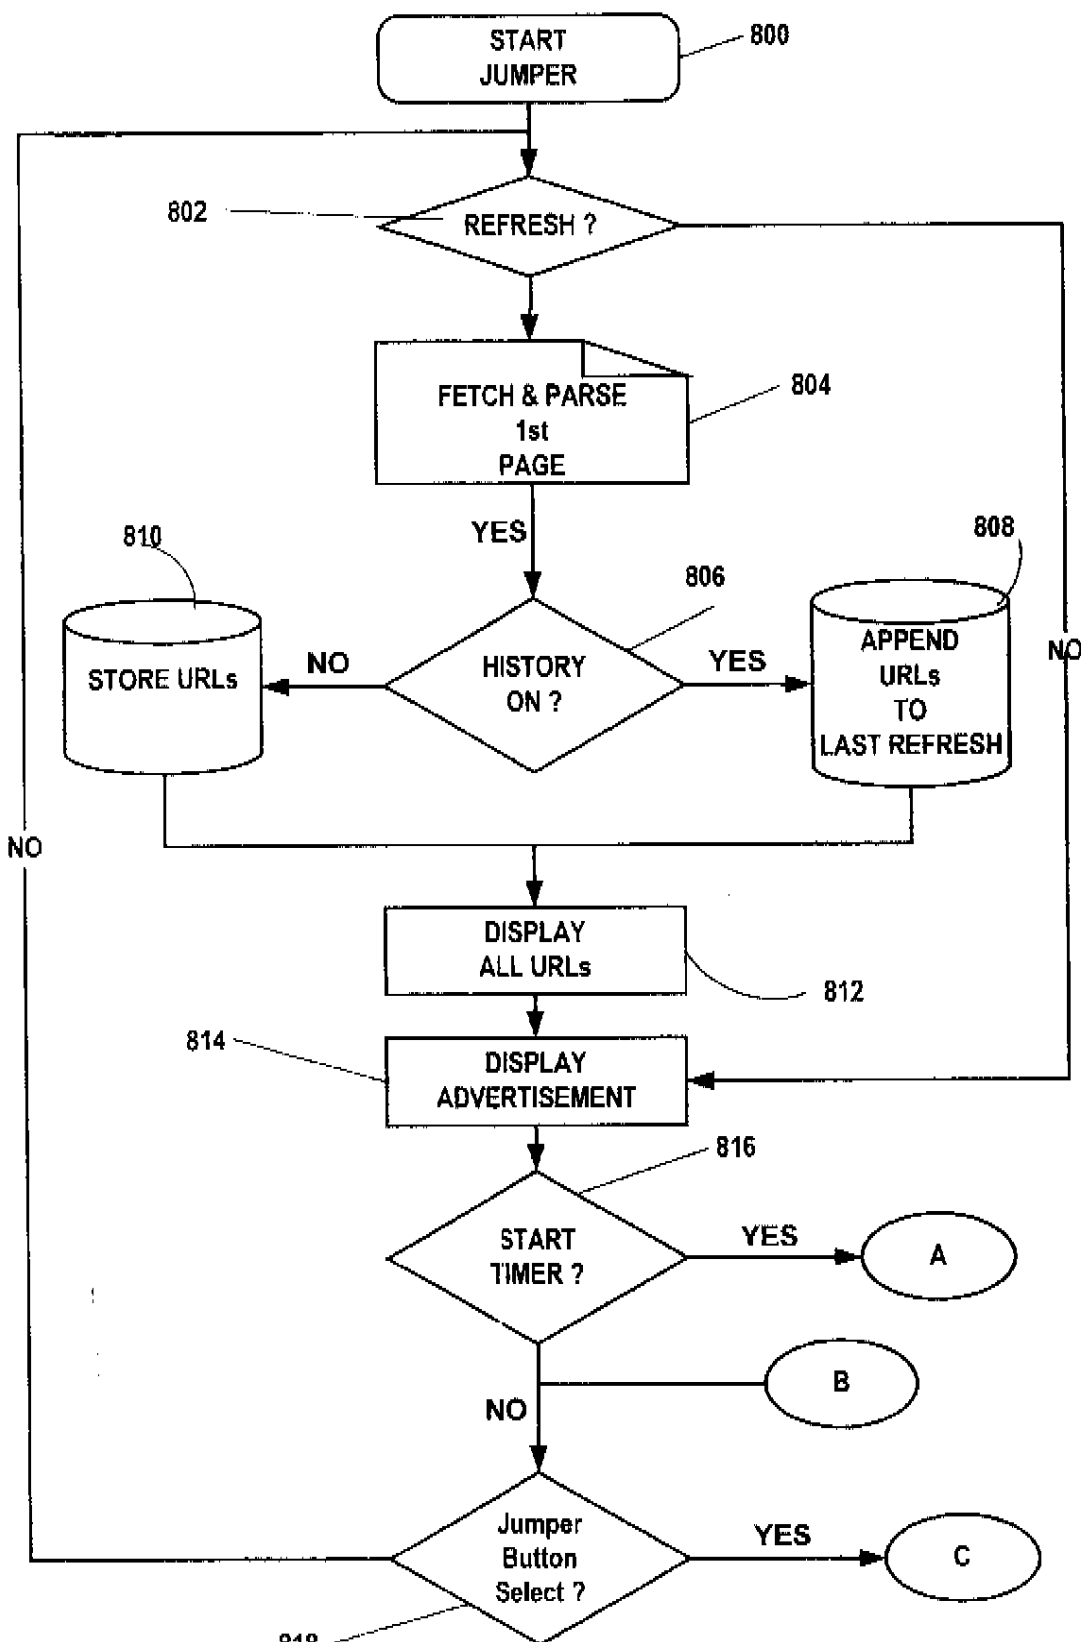 START
JUMPER
800
802
REFRESH ?
804
FETCH & PARSE
1st
PAGE
YES
810
808
806
STORE URLs
NO
HISTORY
ON ?
YES
APPEND
URLs
TO
LAST REFRESH
NO
NO
DISPLAY
ALL URLs
812
814
DISPLAY
ADVERTISEMENT
816
START
TIMER ?
YES
A
B
NO
Jumper
Button
Select ?
YES
C
818